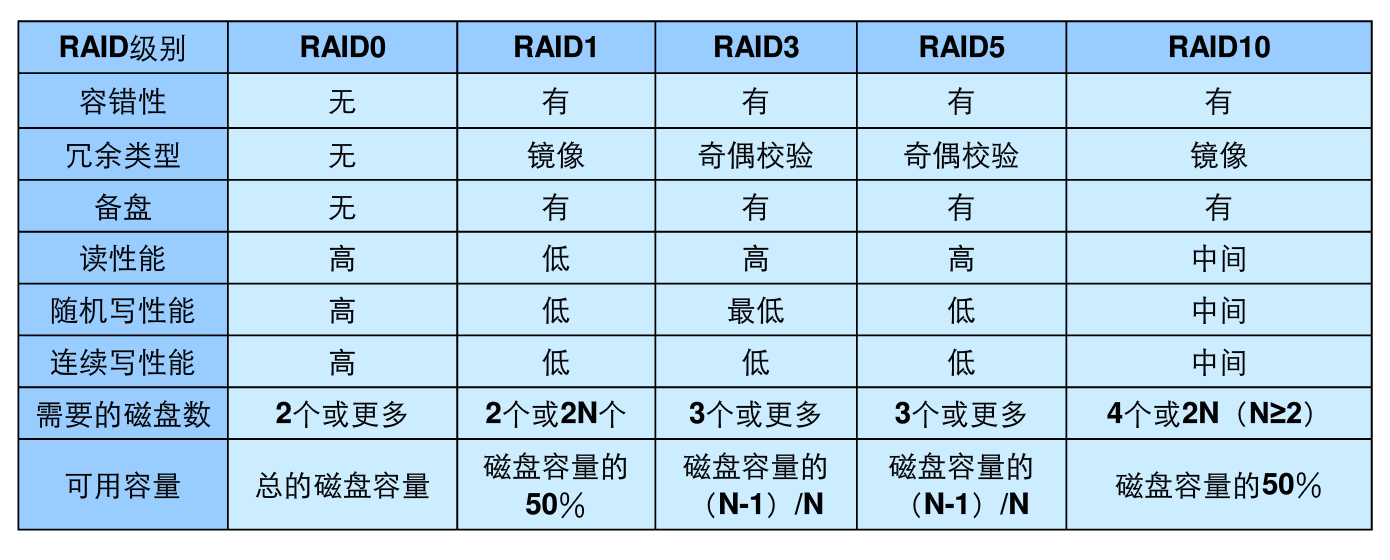 RAID级别 RAID0 RAID1 RAID3 RAID5 RAID10
容错性 无 有 有 有 有
冗余类型 无 镜像 奇偶校验 奇偶校验 镜像
备盘 无 有 有 有 有
读性能 高 低 高 高 中间
随机写性能 高 低 最低 低 中间
连续写性能 高 低 低 低 中间
需要的磁盘数 2个或更多 2个或2N个 3个或更多 3个或更多 4个或2N（N≥2）
可用容量 总的磁盘容量 磁盘容量的 磁盘容量的 磁盘容量的 磁盘容量的50%
50% （N-1）/N （N-1）/N